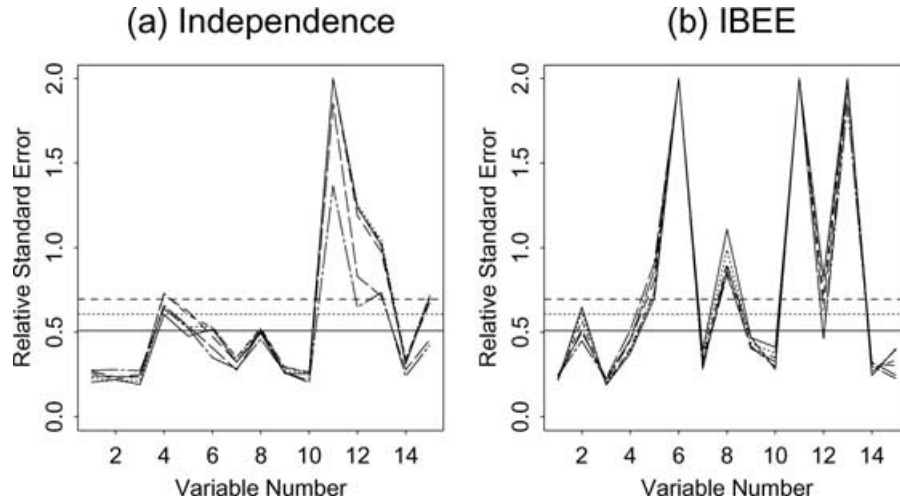 (a) Independence
Relative Standard Error
2.0
1.5
1.0
0.5
0.0
2 4 6 8 10 12 14
Variable Number
(b) IBEE
Relative Standard Error
2.0
1.5
1.0
0.5
0.0
2 4 6 8 10 12 14
Variable Number